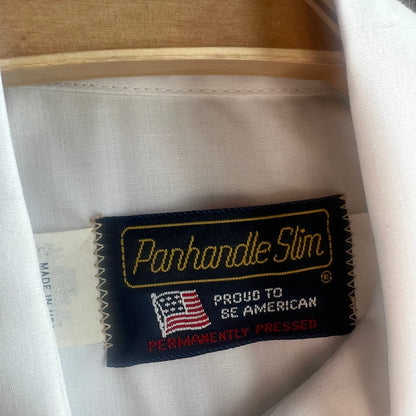 Panhandle Slim
®
PROUD TO
BE AMERICAN
PERMANENTLY PRESSED
MADE IN